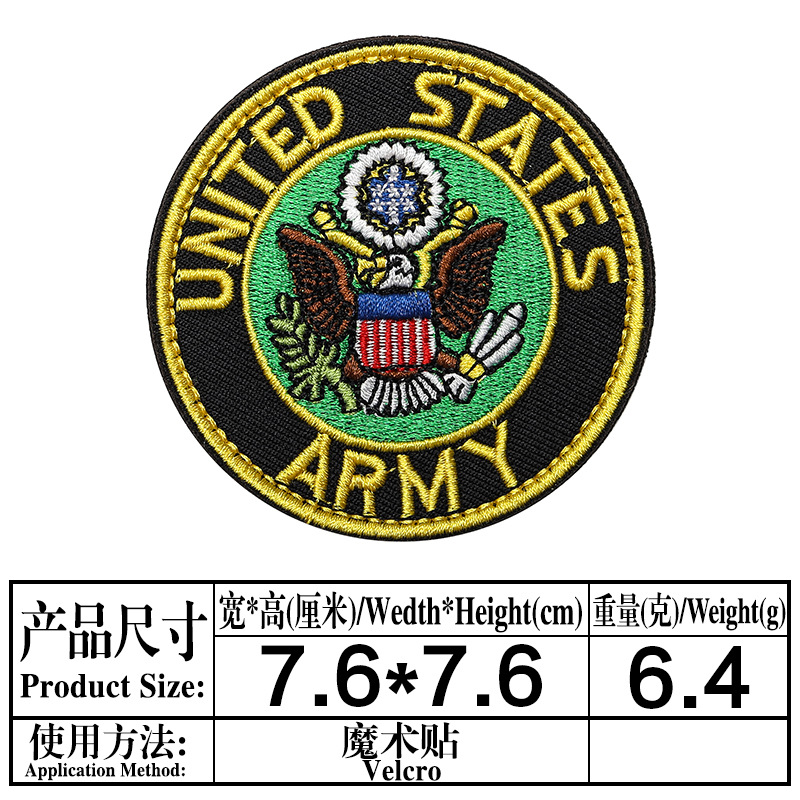 UNITED STATES
ARMY
产品尺寸
Product Size:
宽*高(厘米)/Wedth*Height(cm)
重量(克)/Weight(g)
7.6*7.6
6.4
使用方法:
Application Method:
魔术贴
Velcro